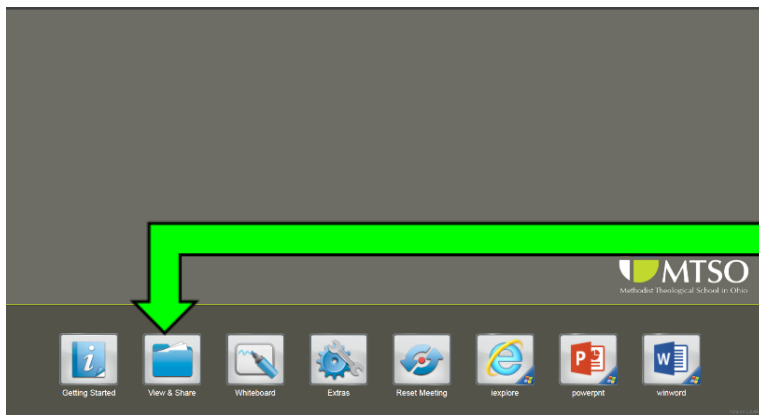 MTSO
Methodist Theological School in Ohio
Getting Started
View & Share
Whiteboard
Extras
Reset Meeting
iexplore
powerpnt
winword